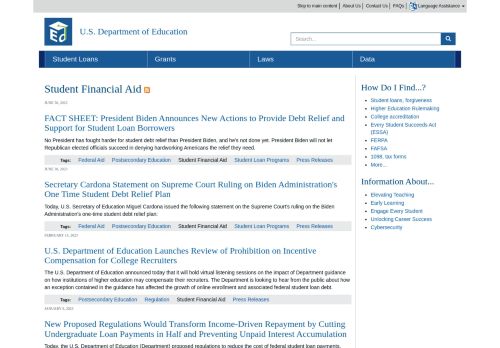 Skip to main content | About Us | Contact Us | FAQs | Language Assistance
U.S. Department of Education
Search...
Student Loans Grants Laws Data
Student Financial Aid
JUNE 30, 2023
FACT SHEET: President Biden Announces New Actions to Provide Debt Relief and
Support for Student Loan Borrowers
No President has fought harder for student debt relief than President Biden, and he's not done yet. President Biden will not let
Republican elected officials succeed in denying hardworking Americans the relief they need.
Tags: Federal Aid Postsecondary Education Student Financial Aid Student Loan Programs Press Releases
JUNE 30, 2023
Secretary Cardona Statement on Supreme Court Ruling on Biden Administration's
One Time Student Debt Relief Plan
Today, U.S. Secretary of Education Miguel Cardona issued the following statement on the Supreme Court's ruling on the Biden
Administration's one-time student debt relief plan:
Tags: Federal Aid Postsecondary Education Student Financial Aid Student Loan Programs Press Releases
FEBRUARY 15, 2023
U.S. Department of Education Launches Review of Prohibition on Incentive
Compensation for College Recruiters
The U.S. Department of Education announced today that it will hold virtual listening sessions on the impact of Department guidance
on how institutions of higher education may compensate their recruiters. The Department is looking for from the public about how
an exception contained in the guidance has affected the growth of online enrollment and associated federal student loan debt.
Tags: Postsecondary Education Regulation Student Financial Aid Press Releases
New Proposed Regulations Would Transform Income-Driven Repayment by Cutting
Undergraduate Loan Payments in Half and Preventing Unpaid Interest Accumulation
Today, the U.S. Department of Education (Department) proposed regulations to reduce the cost of federal student loan payments,
How Do I Find...?
Student loans, forgiveness
Higher Education Rulemaking
College accreditation
Every Student Succeeds Act
(ESSA)
FERPA
FAFSA
1098, tax forms
More....
Information About...
Elevating Teaching
Early Learning
Engage Every Student
Unlocking Career Success
Cybersecurity